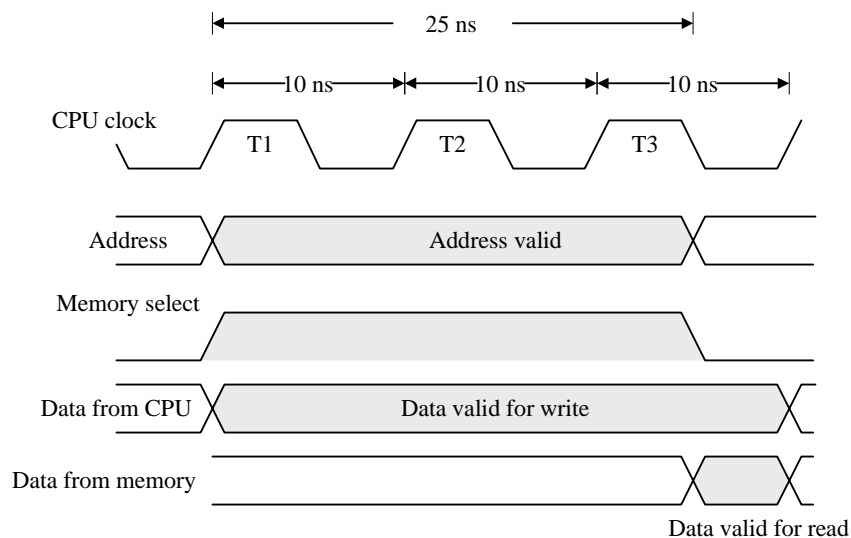 25 ns
10 ns 10 ns 10 ns
CPU clock
T1 T2 T3
Address Address valid
Memory select
Data from CPU Data valid for write
Data from memory
Data valid for read